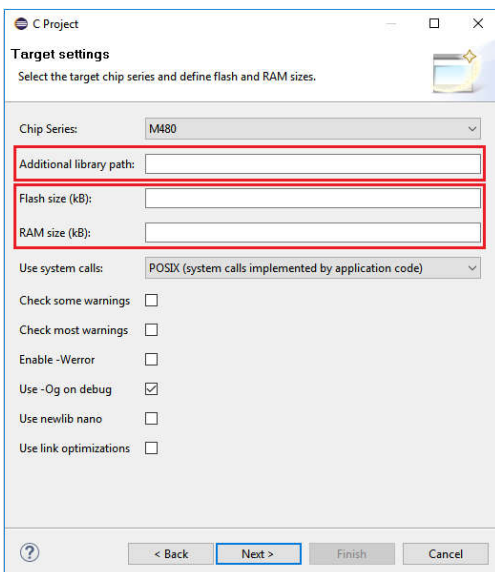 C Project
Target settings
Select the target chip series and define flash and RAM sizes.
Chip Series: M480
Additional library path:
Flash size (kB):
RAM size (kB):
Use system calls: POSIX (system calls implemented by application code)
Check some warnings
Check most warnings
Enable -Werror
Use -Og on debug
Use newlib nano
Use link optimizations
? < Back Next > Finish Cancel